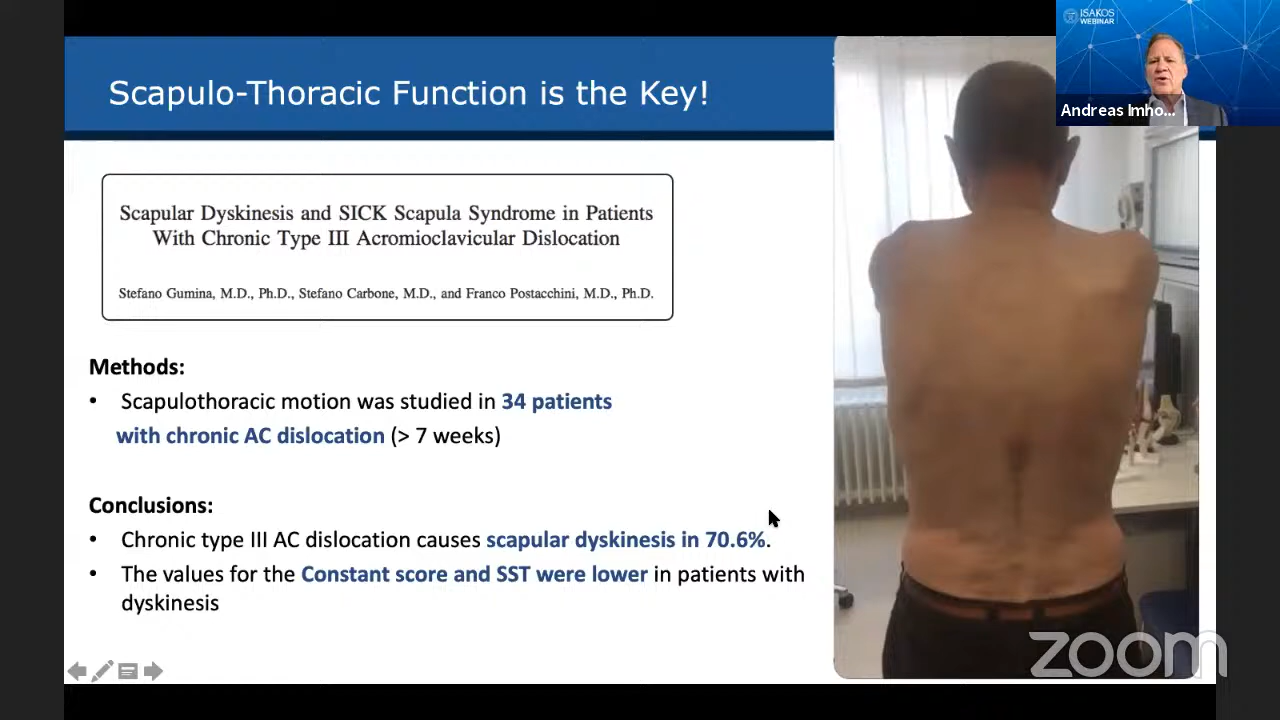 Scapulo-Thoracic Function is the Key!
ISAKOS
WEBINAR
Andreas Imho...
Scapular Dyskinesis and SICK Scapula Syndrome in Patients
With Chronic Type III Acromioclavicular Dislocation
Stefano Gumina, M.D., Ph.D., Stefano Carbone, M.D., and Franco Postacchini, M.D., Ph.D.
Methods:
• Scapulothoracic motion was studied in 34 patients
with chronic AC dislocation (> 7 weeks)
Conclusions:
• Chronic type III AC dislocation causes scapular dyskinesis in 70.6%.
• The values for the Constant score and SST were lower in patients with
dyskinesis
zoom